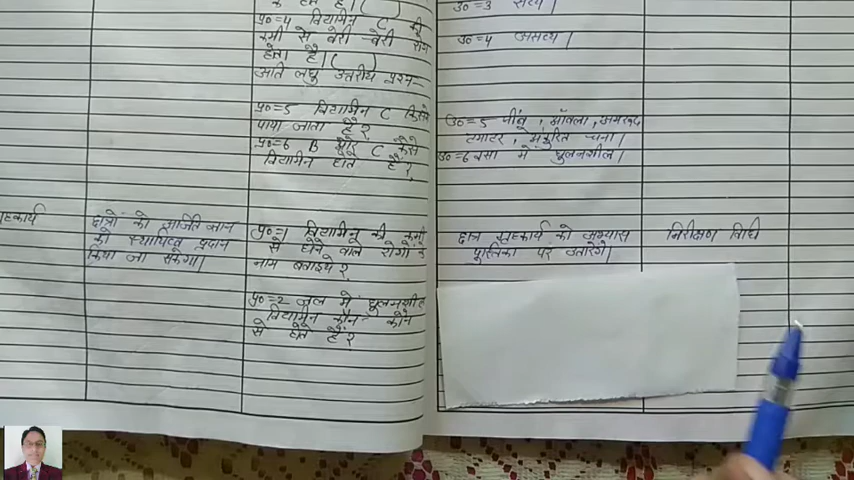 प्र०=4 विटामिन C की
कमी से बेरी-बेरी रोग
होता है। ( )
अति लघु उत्तरीय प्रश्न-
प्र०=5 विटामिन C किसमें
पाया जाता है?
प्र०=6 B और C कैसे
विटामिन होते हैं?
गृहकार्य
छात्रों को अर्जित ज्ञान
को स्थायित्व प्रदान
किया जा सकेगा।
प्र०=1 विटामिन की कमी
से होने वाले रोगों के
नाम बताइये?
प्र०=2 जल में घुलनशील
विटामिन कौन-कौन
से होते हैं?
उ०=3 सत्य।
उ०=4 असत्य।
उ०=5 नींबू, आँवला, अमरूद
टमाटर, अंकुरित चना।
उ०=6 वसा में घुलनशील।
छात्र गृहकार्य को अभ्यास
पुस्तिका पर उतारेंगे।
निरीक्षण विधि